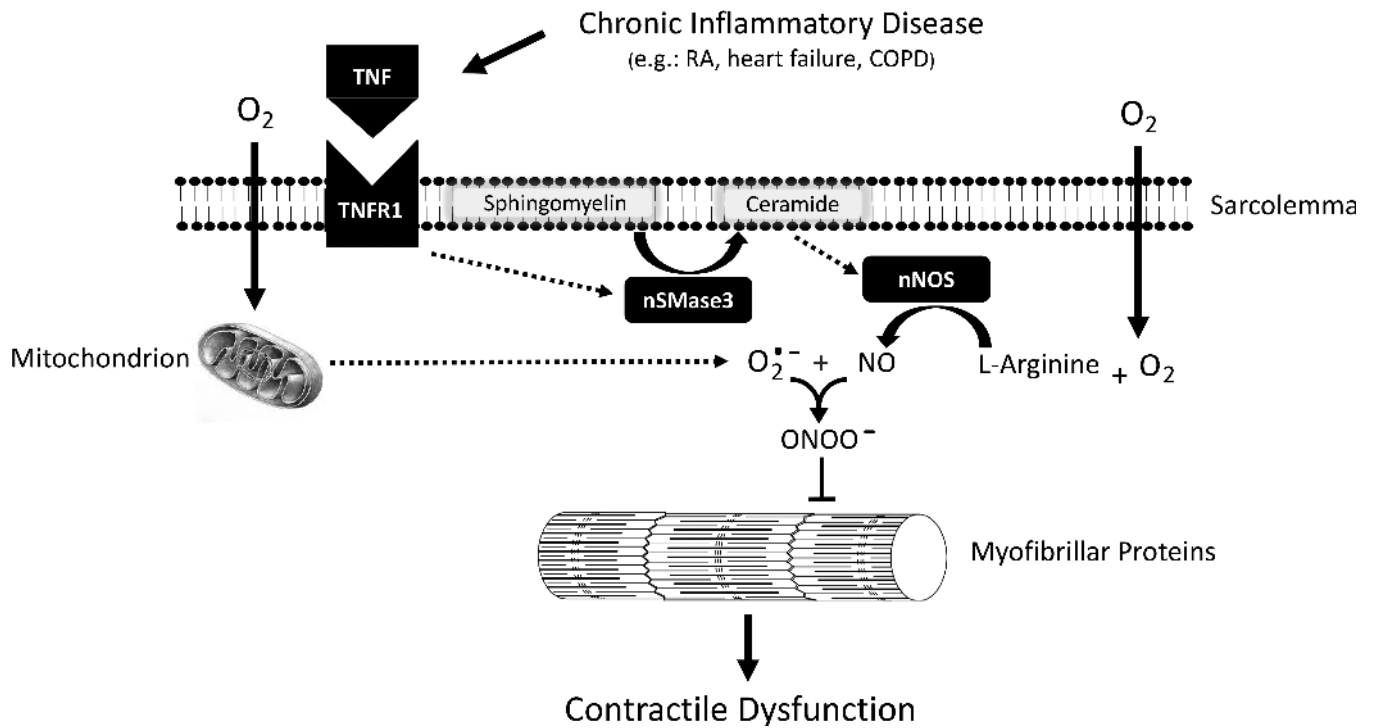 Chronic Inflammatory Disease
(e.g.: RA, heart failure, COPD)
TNF
O₂
O₂
TNFR1
Sphingomyelin
Ceramide
Sarcolemma
nSMase3
nNOS
Mitochondrion
O₂•⁻ + NO
L-Arginine + O₂
ONOO⁻
Myofibrillar Proteins
Contractile Dysfunction